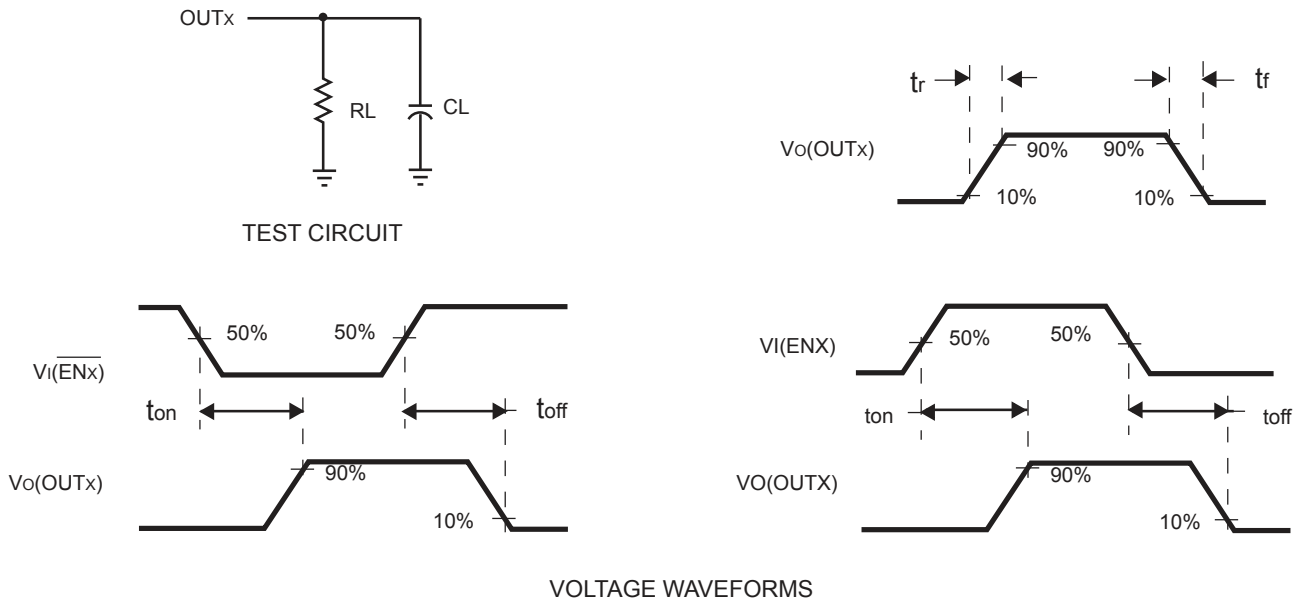 OUTx
RL
CL
TEST CIRCUIT
tr
tf
VO(OUTx)
90%
90%
10%
10%
VI(ENx)
50%
50%
ton
toff
VO(OUTx)
90%
10%
VI(ENX)
50%
50%
ton
toff
VO(OUTX)
90%
10%
VOLTAGE WAVEFORMS